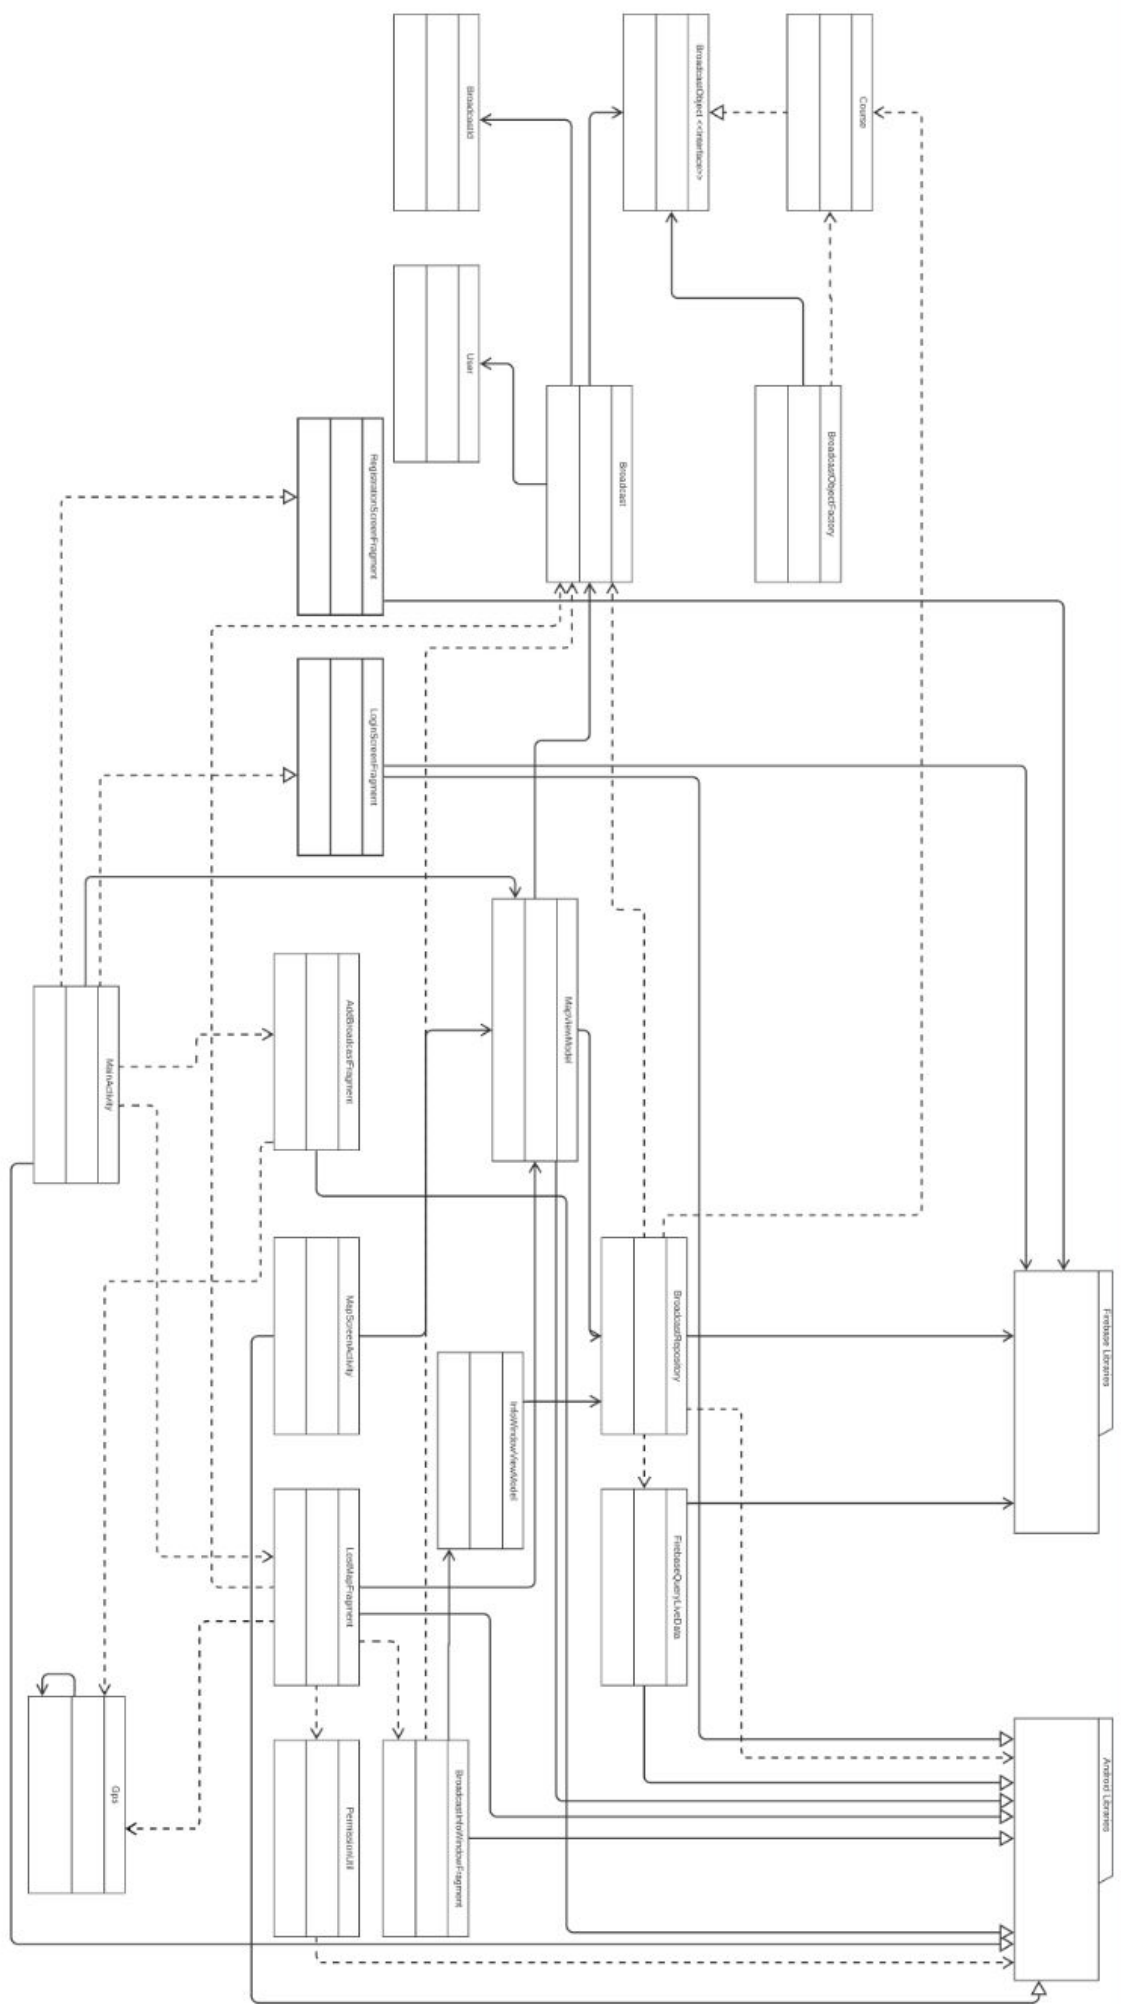 Firebase Libraries
Android Libraries
Course
BroadcastObjectFactory
BroadcastObject <<Interface>>
Broadcast
BroadcastRepository
FirebaseQueryLiveData
MapViewModel
InfoWindowViewModel
BroadcastId
User
BroadcastInfoWindowFragment
RegistrationScreenFragment
LoginScreenFragment
AddBroadcastFragment
MapScreenActivity
LostMapFragment
PermissionUtil
MainActivity
Gps